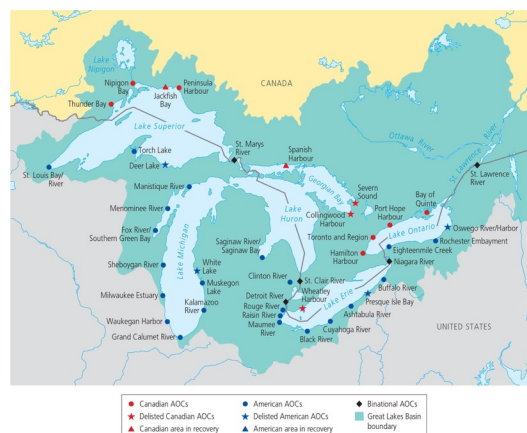 Lake
Nipigon
Nipigon
Bay
Jackfish
Bay
Peninsula
Harbour
CANADA
Thunder Bay
Lake Superior
St. Marys
River
Spanish
Harbour
Ottawa River
St. Lawrence River
Torch Lake
Deer Lake
St. Louis Bay/
River
Manistique River
Georgian Bay
Severn
Sound
Collingwood
Harbour
St. Lawrence
River
Bay of
Quinte
Port Hope
Harbour
Menominee River
Lake
Huron
Toronto and Region
Lake Ontario
Oswego River/Harbor
Rochester Embayment
Fox River/
Southern Green Bay
Lake Michigan
Saginaw River/
Saginaw Bay
Hamilton
Harbour
Eighteenmile Creek
Niagara River
Sheboygan River
White
Lake
Muskegon
Lake
Clinton River
St. Clair River
Wheatley
Harbour
Lake Erie
Buffalo River
Presque Isle Bay
Milwaukee Estuary
Kalamazoo
River
Detroit River
Rouge River
Raisin River
Maumee
River
Ashtabula River
Cuyahoga River
Black River
UNITED STATES
Waukegan Harbor
Grand Calumet River
Canadian AOCs
American AOCs
Binational AOCs
Delisted Canadian AOCs
Delisted American AOCs
Great Lakes Basin
boundary
Canadian area in recovery
American area in recovery